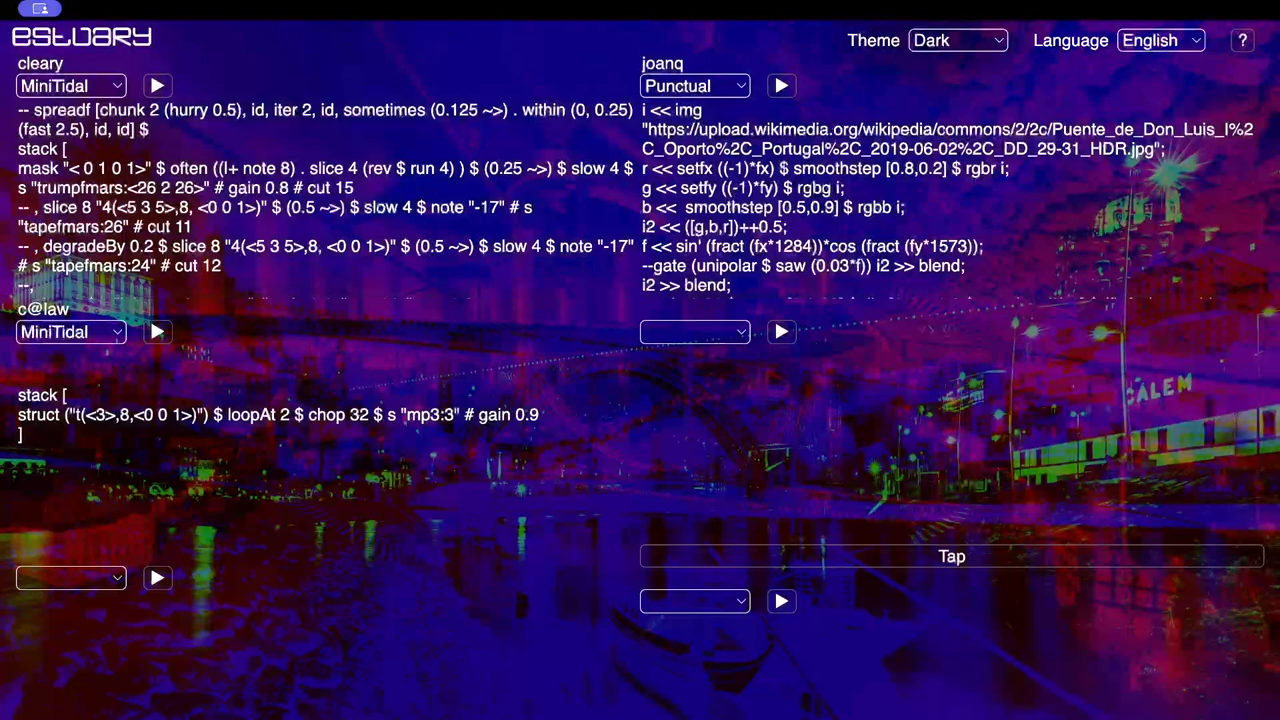 estuary
Theme Dark Language English ?
cleary
MiniTidal
-- spreadf [chunk 2 (hurry 0.5), id, iter 2, id, sometimes (0.125 ~>) . within (0, 0.25)
(fast 2.5), id, id] $
stack [
mask "< 0 1 0 1>" $ often ((|+ note 8) . slice 4 (rev $ run 4) ) $ (0.25 ~>) $ slow 4 $
s "trumpfmars:<26 2 26>" # gain 0.8 # cut 15
-- , slice 8 "4(<5 3 5>,8, <0 0 1>)" $ (0.5 ~>) $ slow 4 $ note "-17" # s
"tapefmars:26" # cut 11
-- , degradeBy 0.2 $ slice 8 "4(<5 3 5>,8, <0 0 1>)" $ (0.5 ~>) $ slow 4 $ note "-17"
# s "tapefmars:24" # cut 12
--,
joanq
Punctual
i << img
"https://upload.wikimedia.org/wikipedia/commons/2/2c/Puente_de_Don_Luis_I%2
C_Oporto%2C_Portugal%2C_2019-06-02%2C_DD_29-31_HDR.jpg";
r << setfx ((-1)*fx) $ smoothstep [0.8,0.2] $ rgbr i;
g << setfy ((-1)*fy) $ rgbg i;
b <<  smoothstep [0.5,0.9] $ rgbb i;
i2 << ([g,b,r])++0.5;
f << sin' (fract (fx*1284))*cos (fract (fy*1573));
--gate (unipolar $ saw (0.03*f)) i2 >> blend;
i2 >> blend;
c@law
MiniTidal
stack [
struct ("t(<3>,8,<0 0 1>)") $ loopAt 2 $ chop 32 $ s "mp3:3" # gain 0.9
]
CÁLEM
Tap